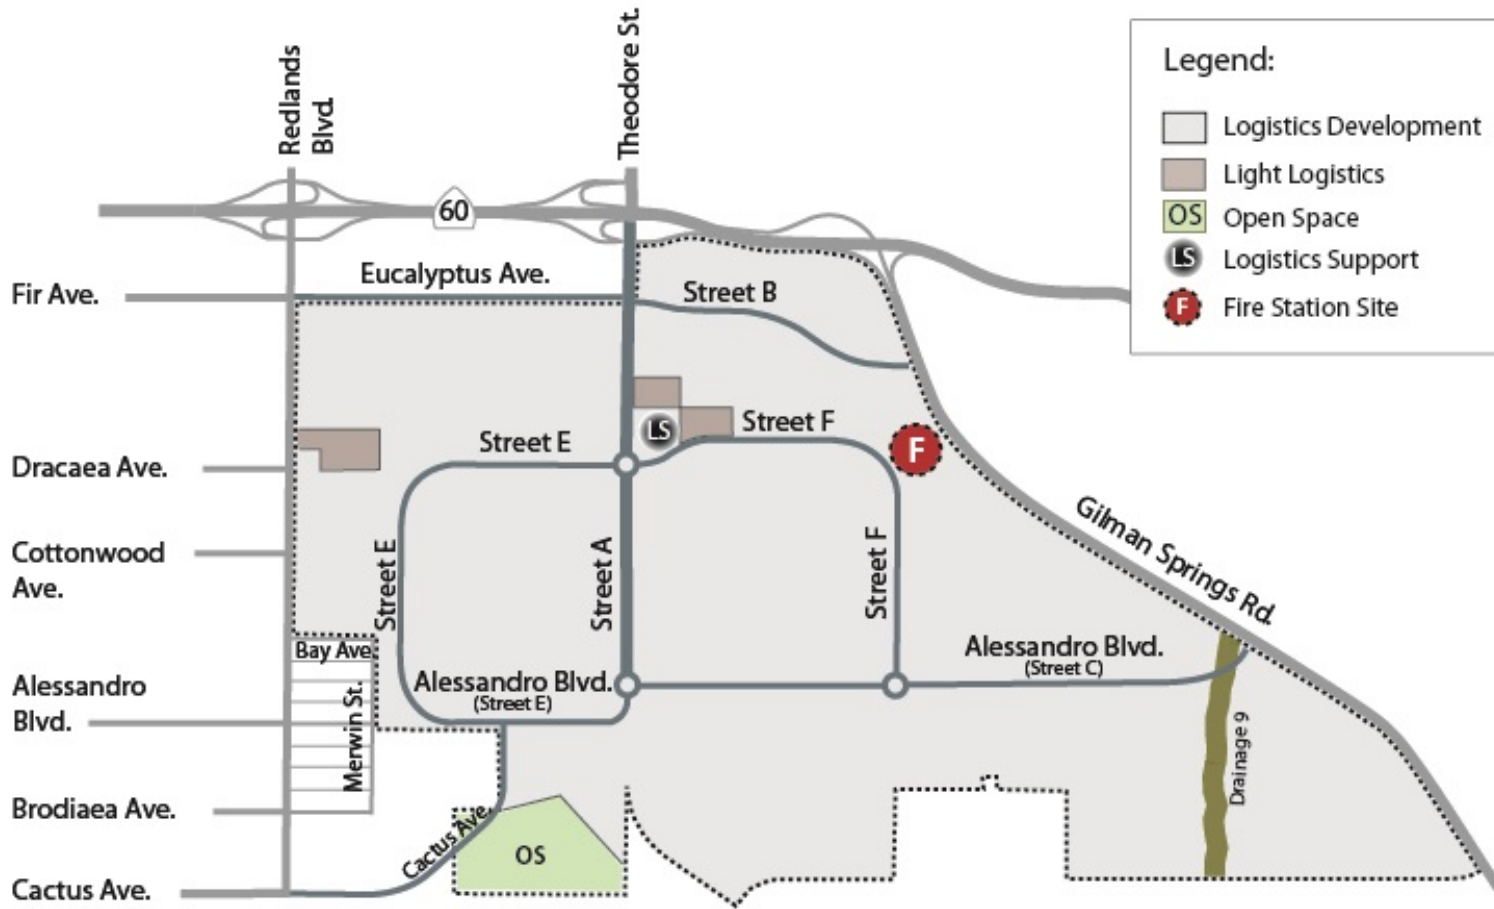 Redlands
Blvd.
Theodore St.
60
Legend:
Logistics Development
Light Logistics
OS Open Space
LS Logistics Support
F Fire Station Site
Fir Ave.
Eucalyptus Ave.
Street B
Dracaea Ave.
Street E
LS
Street F
F
Cottonwood
Ave.
Street E
Street A
Street F
Gilman Springs Rd.
Bay Ave
Alessandro
Blvd.
Merwin St.
Alessandro Blvd.
(Street E)
Alessandro Blvd.
(Street C)
Drainage 9
Brodiaea Ave.
Cactus Ave.
OS
Cactus Ave.